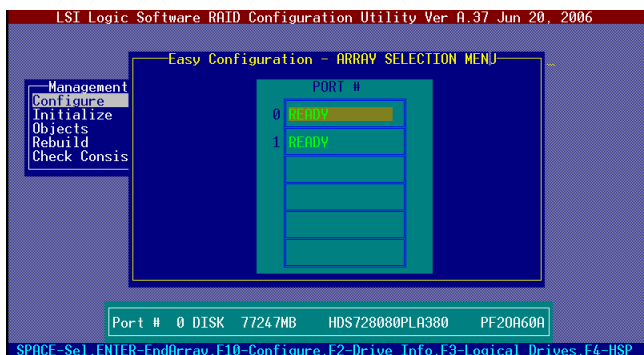 LSI Logic Software RAID Configuration Utility Ver A.37 Jun 20, 2006
Easy Configuration - ARRAY SELECTION MENU
Management
Configure
Initialize
Objects
Rebuild
Check Consis
PORT #
0 READY
1 READY
Port # 0 DISK 77247MB HDS728080PLA380 PF2OA60A
SPACE-Sel,ENTER-EndArray,F10-Configure,F2-Drive Info,F3-Logical Drives,F4-HSP